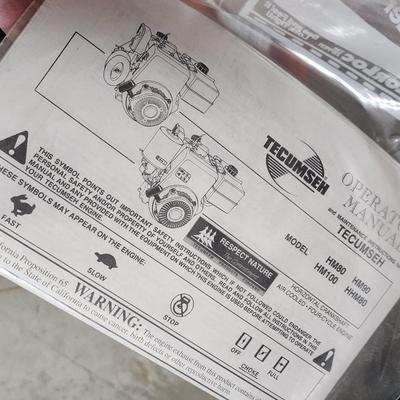 TECUMSEH
OPERATOR
MANUAL
and MAINTENANCE INSTRUCTIONS
TECUMSEH
MODEL HM80 HM90
HM100 HHM80
HORIZONTAL CRANKSHAFT
AIR COOLED • FOUR-CYCLE ENGINE
RESPECT NATURE
THIS SYMBOL POINTS OUT IMPORTANT SAFETY INSTRUCTIONS WHICH IF NOT FOLLOWED COULD ENDANGER THE
PERSONAL SAFETY AND/OR PROPERTY OF YOURSELF AND OTHERS. READ AND FOLLOW ALL INSTRUCTIONS IN THIS
MANUAL AND ANY PROVIDED WITH THE EQUIPMENT ON WHICH THIS ENGINE IS USED BEFORE ATTEMPTING TO OPERATE
YOUR TECUMSEH ENGINE.
THESE SYMBOLS MAY APPEAR ON THE ENGINE:
FAST
SLOW
STOP
OFF CHOKE FULL
California Proposition 65
WARNING: The engine exhaust from this product contains
to the State of California to cause cancer, birth defects or other reproductive harm.